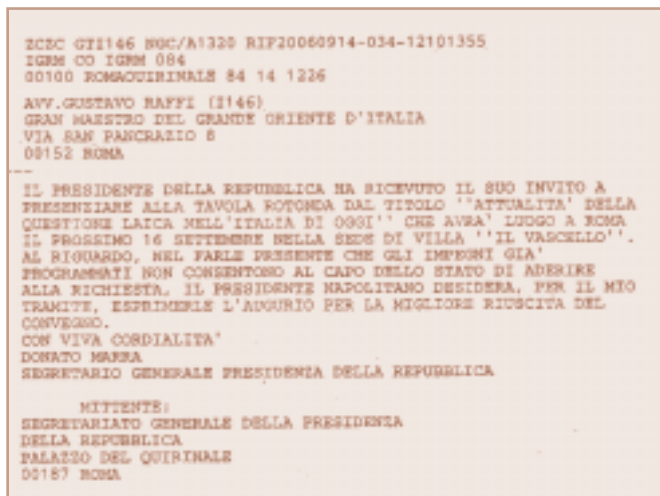 ZCZC GTI146 NGC/A1320 RIF20060914-034-12101355
IGRM CO IGRM 084
00100 ROMAQUIRINALE 84 14 1226
AVV.GUSTAVO RAFFI (I146)
GRAN MAESTRO DEL GRANDE ORIENTE D'ITALIA
VIA SAN PANCRAZIO 8
00152 ROMA
IL PRESIDENTE DELLA REPUBBLICA HA RICEVUTO IL SUO INVITO A
PRESENZIARE ALLA TAVOLA ROTONDA DAL TITOLO ''ATTUALITA' DELLA
QUESTIONE LAICA NELL'ITALIA DI OGGI'' CHE AVRA' LUOGO A ROMA
IL PROSSIMO 16 SETTEMBRE NELLA SEDE DI VILLA ''IL VASCELLO''.
AL RIGUARDO, NEL FARLE PRESENTE CHE GLI IMPEGNI GIA'
PROGRAMMATI NON CONSENTONO AL CAPO DELLO STATO DI ADERIRE
ALLA RICHIESTA, IL PRESIDENTE NAPOLITANO DESIDERA, PER IL MIO
TRAMITE, ESPRIMERLE L'AUGURIO PER LA MIGLIORE RIUSCITA DEL
CONVEGNO.
CON VIVA CORDIALITA'
DONATO MARRA
SEGRETARIO GENERALE PRESIDENZA DELLA REPUBBLICA
MITTENTE:
SEGRETARIATO GENERALE DELLA PRESIDENZA
DELLA REPUBBLICA
PALAZZO DEL QUIRINALE
00187 ROMA